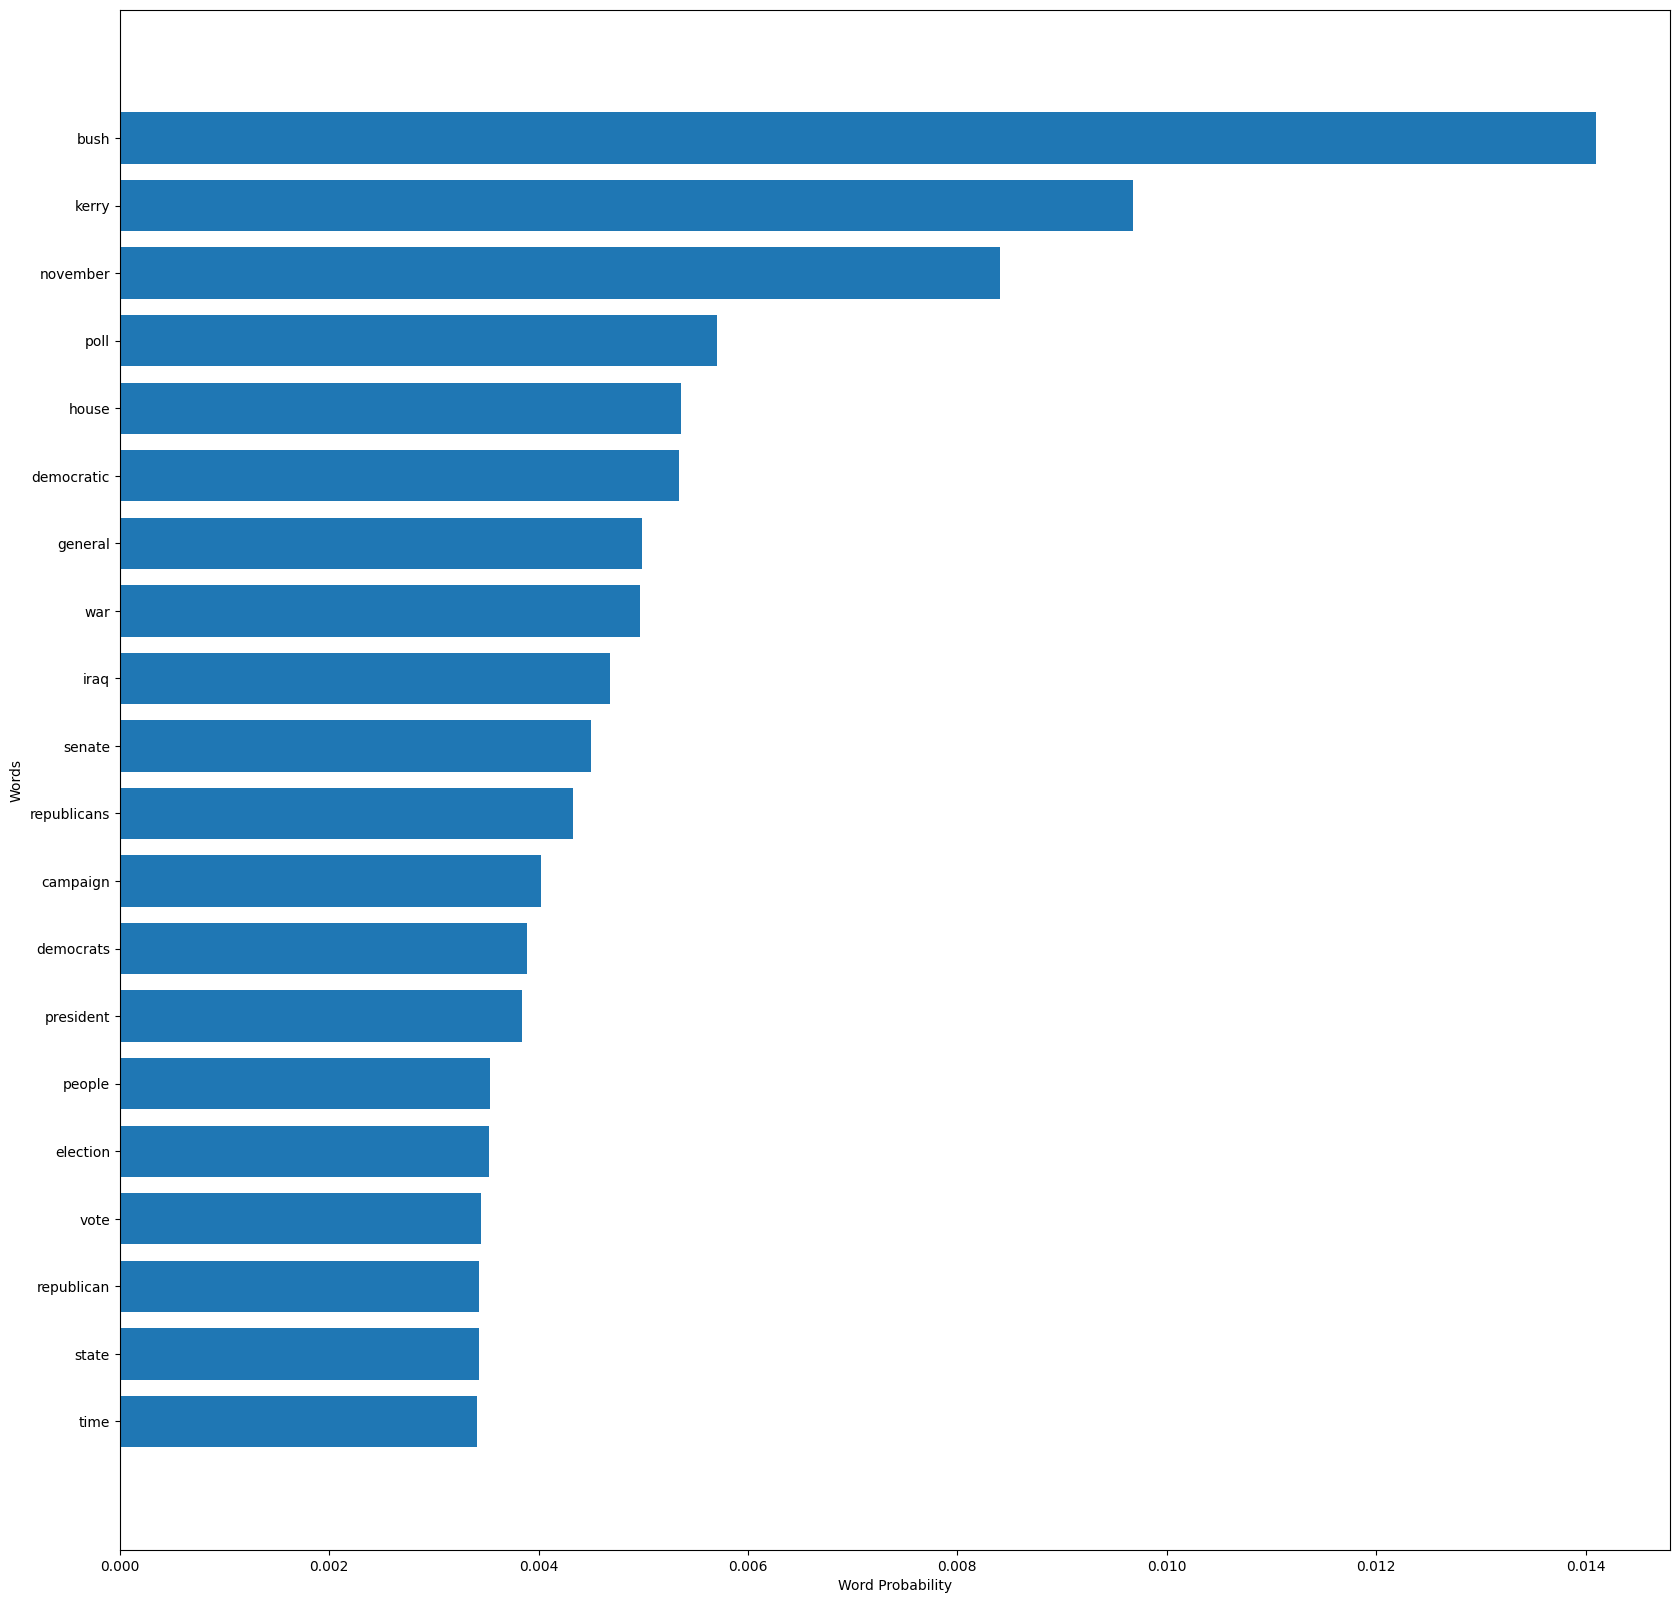 bush
kerry
november
poll
house
democratic
general
war
iraq
senate
republicans
campaign
democrats
president
people
election
vote
republican
state
time
Words
0.000 0.002 0.004 0.006 0.008 0.010 0.012 0.014
Word Probability